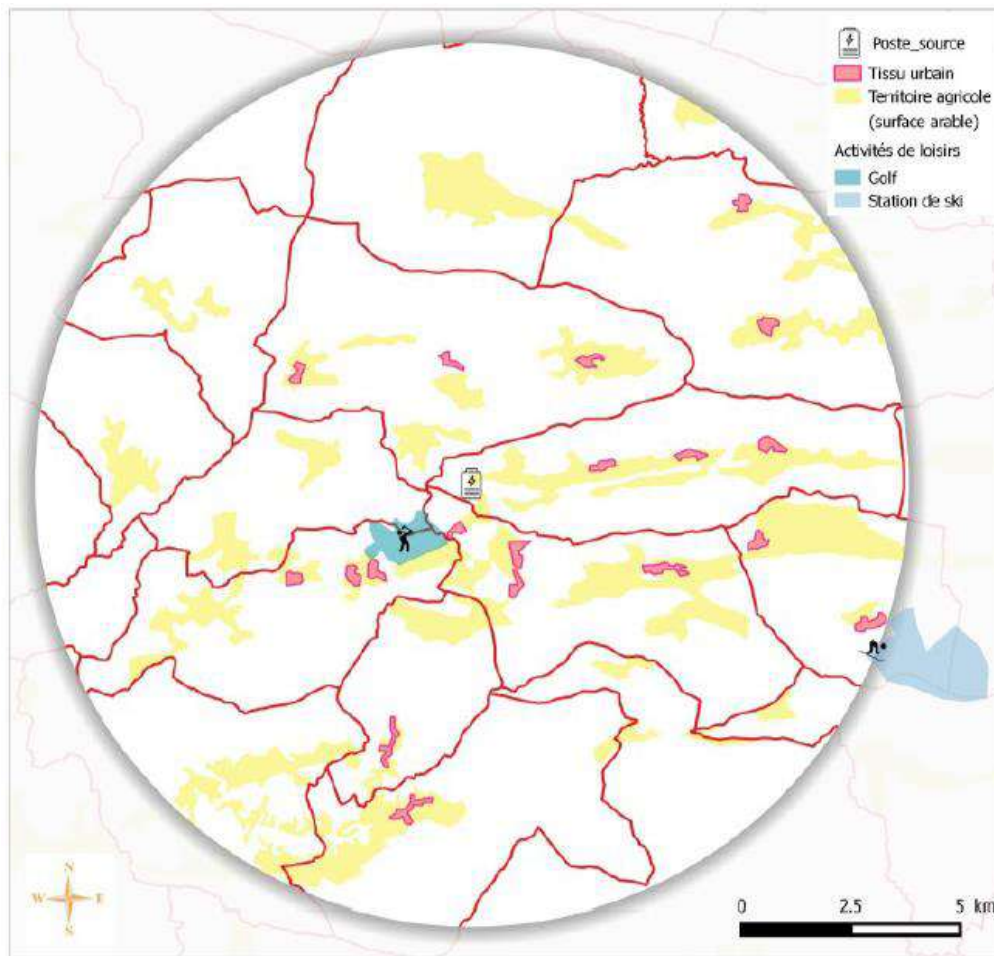 Poste_source
Tissu urbain
Territoire agricole
(surface arable)
Activités de loisirs
Golf
Station de ski
S
W E
S
0 2.5 5 km